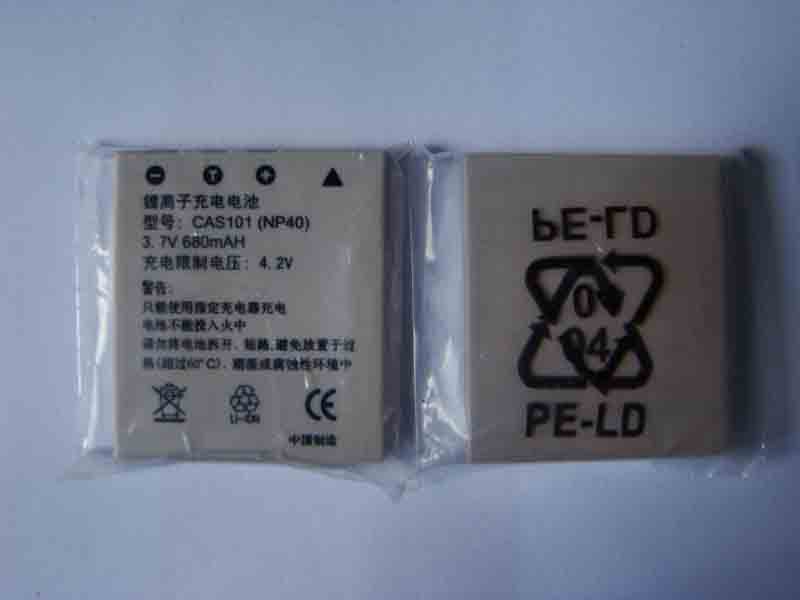 锂离子充电电池
型号: CAS101 (NP40)
3.7V 680mAH
充电限制电压: 4.2V
警告:
只能使用指定充电器充电
电池不能投入火中
请勿将电池拆开、短路、避免放置于过
热(超过60°C)、潮湿或腐蚀性环境中
Li-ion
CE
中国制造
PE-LD
04
PE-LD